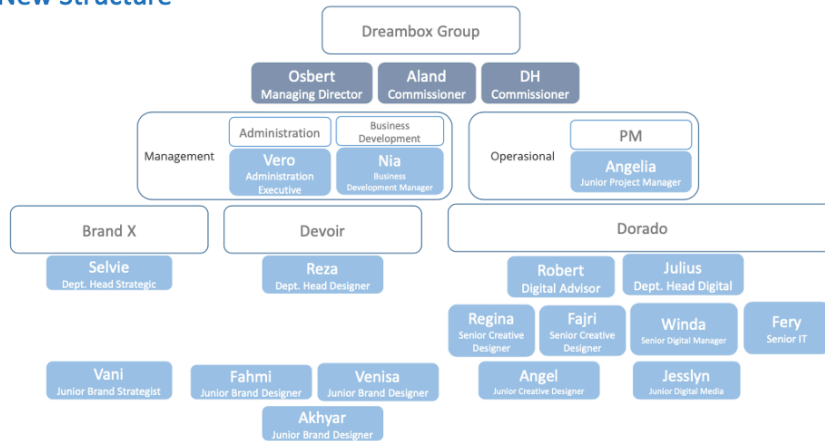 New Structure
Dreambox Group
Osbert
Managing Director
Aland
Commissioner
DH
Commissioner
Management
Administration
Vero
Administration
Executive
Business
Development
Nia
Business
Development Manager
Operasional
PM
Angelia
Junior Project Manager
Brand X
Devoir
Dorado
Selvie
Dept. Head Strategic
Reza
Dept. Head Designer
Robert
Digital Advisor
Julius
Dept. Head Digital
Regina
Senior Creative
Designer
Fajri
Senior Creative
Designer
Winda
Senior Digital Manager
Fery
Senior IT
Vani
Junior Brand Strategist
Fahmi
Junior Brand Designer
Venisa
Junior Brand Designer
Angel
Junior Creative Designer
Jesslyn
Junior Digital Media
Akhyar
Junior Brand Designer